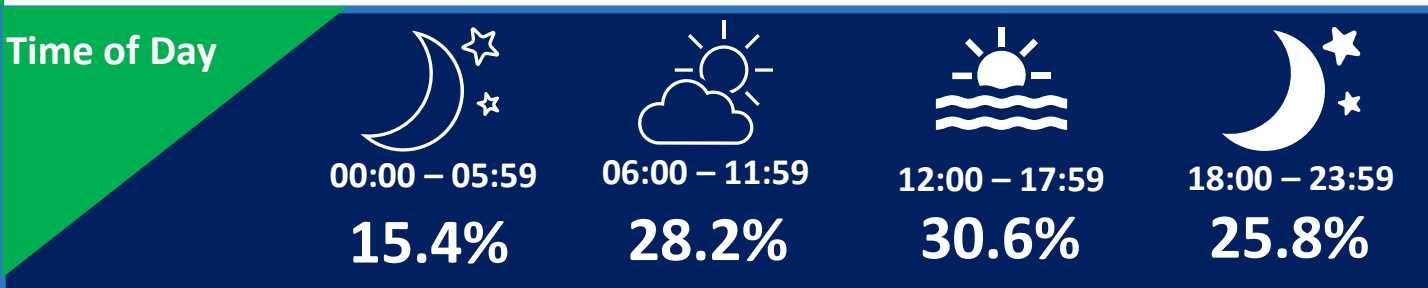 Time of Day
00:00 – 05:59
15.4%
06:00 – 11:59
28.2%
12:00 – 17:59
30.6%
18:00 – 23:59
25.8%